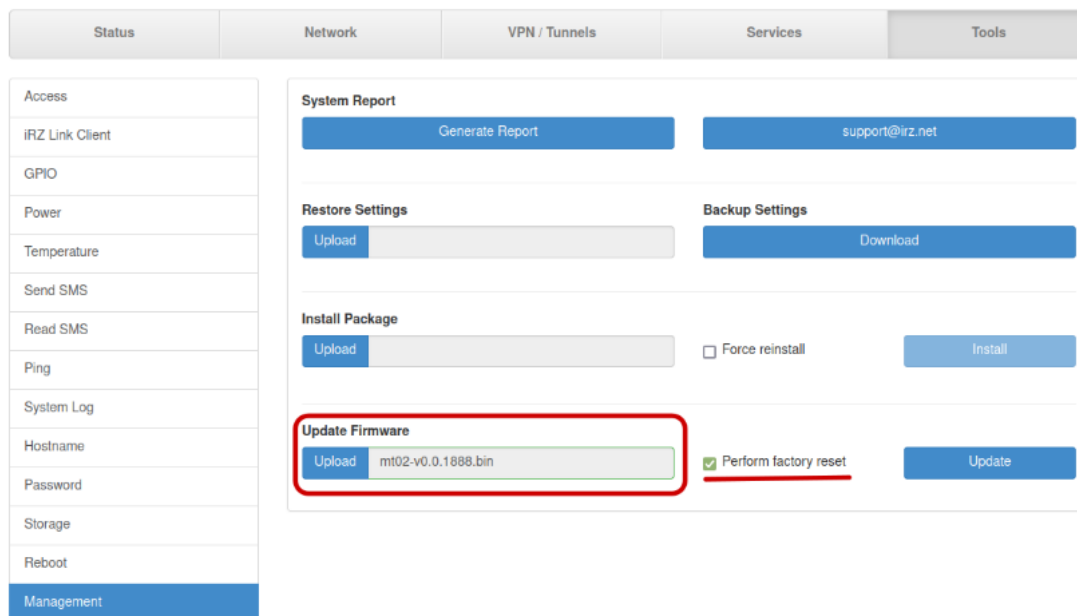 Status Network VPN / Tunnels Services Tools
Access
iRZ Link Client
GPIO
Power
Temperature
Send SMS
Read SMS
Ping
System Log
Hostname
Password
Storage
Reboot
Management
System Report
Generate Report support@irz.net
Restore Settings Backup Settings
Upload Download
Install Package
Upload Force reinstall Install
Update Firmware
Upload mt02-v0.0.1888.bin Perform factory reset Update